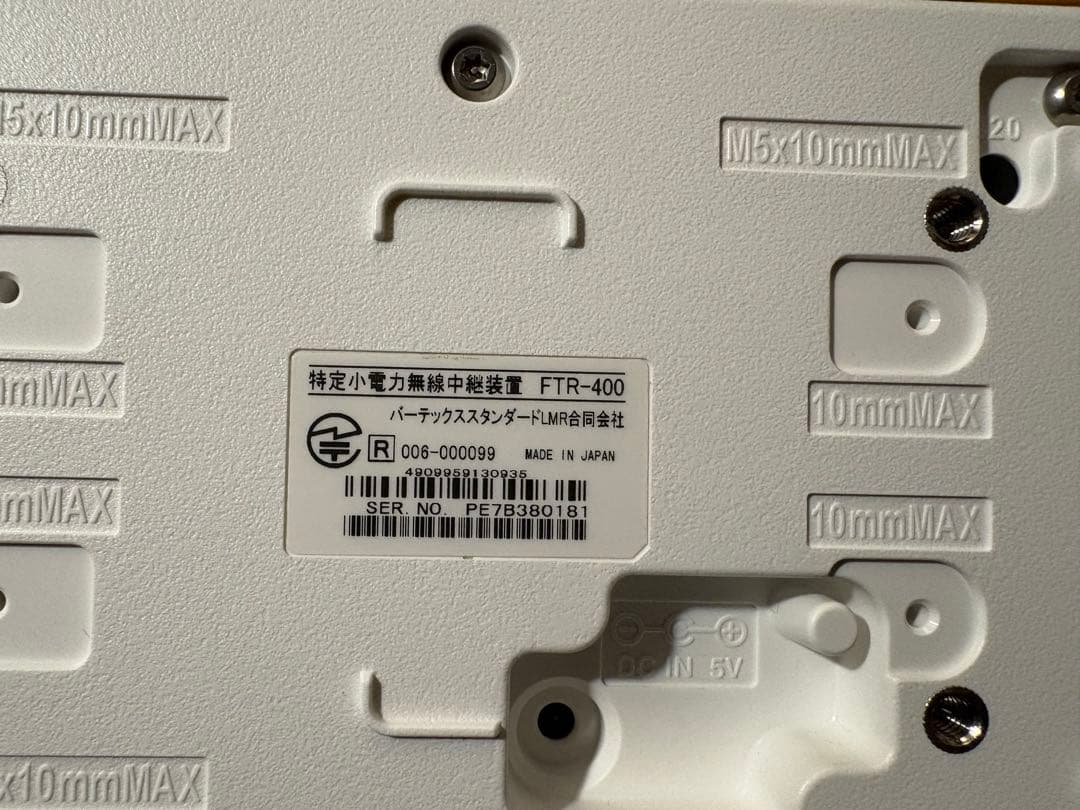 M5x10mmMAX
M5x10mmMAX
20
mmMAX
特定小電力無線中継装置 FTR-400
バーテックススタンダードLMR合同会社
R 006-000099 MADE IN JAPAN
4909959130935
SER. NO. PE7B380181
10mmMAX
mmMAX
10mmMAX
DC IN 5V
x10mmMAX